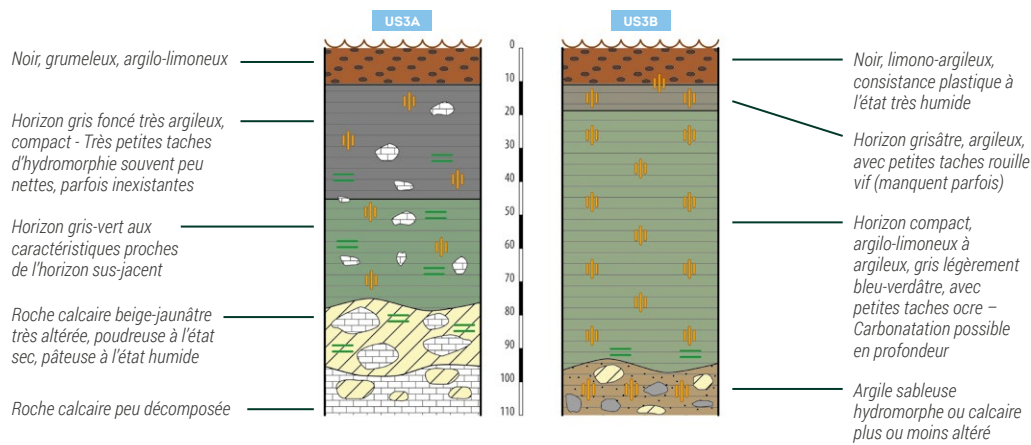 US3A
US3B
Noir, grumeleux, argilo-limoneux
Horizon gris foncé très argileux,
compact - Très petites taches
d’hydromorphie souvent peu
nettes, parfois inexistantes
Horizon gris-vert aux
caractéristiques proches
de l’horizon sus-jacent
Roche calcaire beige-jaunâtre
très altérée, poudreuse à l’état
sec, pâteuse à l’état humide
Roche calcaire peu décomposée
0
10
20
30
40
50
60
70
80
90
100
110
Noir, limono-argileux,
consistance plastique à
l’état très humide
Horizon grisâtre, argileux,
avec petites taches rouille
vif (manquent parfois)
Horizon compact,
argilo-limoneux à
argileux, gris légèrement
bleu-verdâtre, avec
petites taches ocre –
Carbonatation possible
en profondeur
Argile sableuse
hydromorphe ou calcaire
plus ou moins altéré